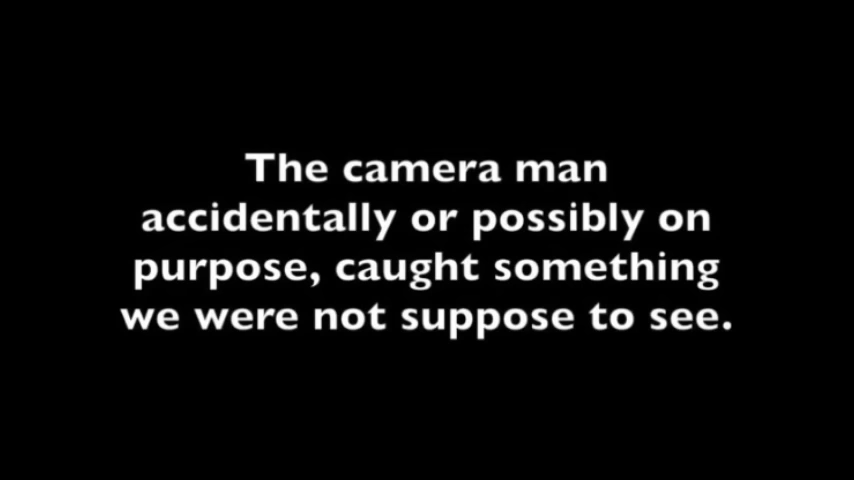 The camera man
accidentally or possibly on
purpose, caught something
we were not suppose to see.